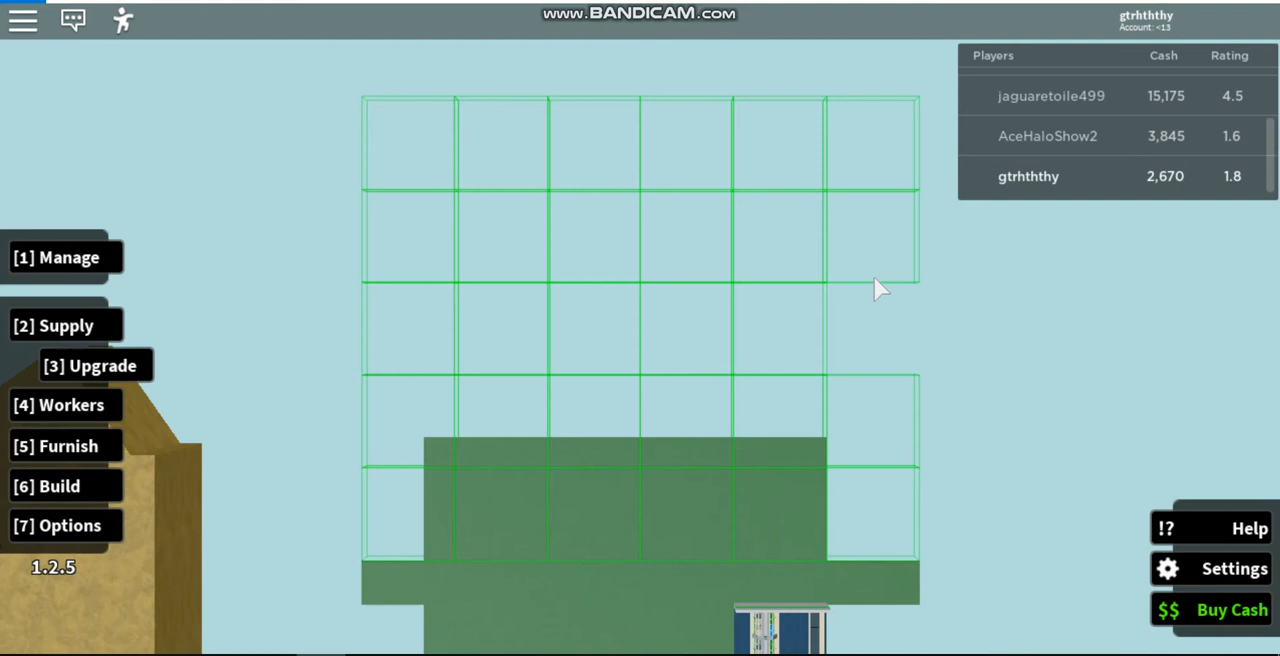 www.BANDICAM.com
gtrhththy
Account: <13
Players Cash Rating
jaguaretoile499 15,175 4.5
AceHaloShow2 3,845 1.6
gtrhththy 2,670 1.8
[1] Manage
[2] Supply
[3] Upgrade
[4] Workers
[5] Furnish
[6] Build
[7] Options
1.2.5
!? Help
Settings
$$ Buy Cash